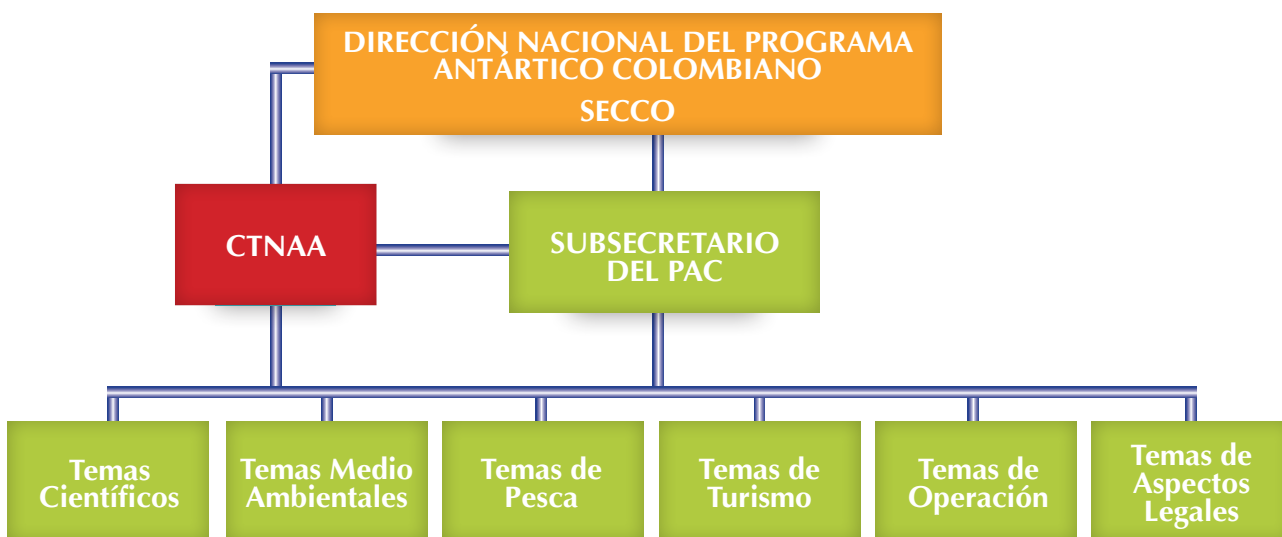 DIRECCIÓN NACIONAL DEL PROGRAMA
ANTÁRTICO COLOMBIANO
SECCO
CTNAA
SUBSECRETARIO
DEL PAC
Temas
Científicos
Temas Medio
Ambientales
Temas de
Pesca
Temas de
Turismo
Temas de
Operación
Temas de
Aspectos
Legales